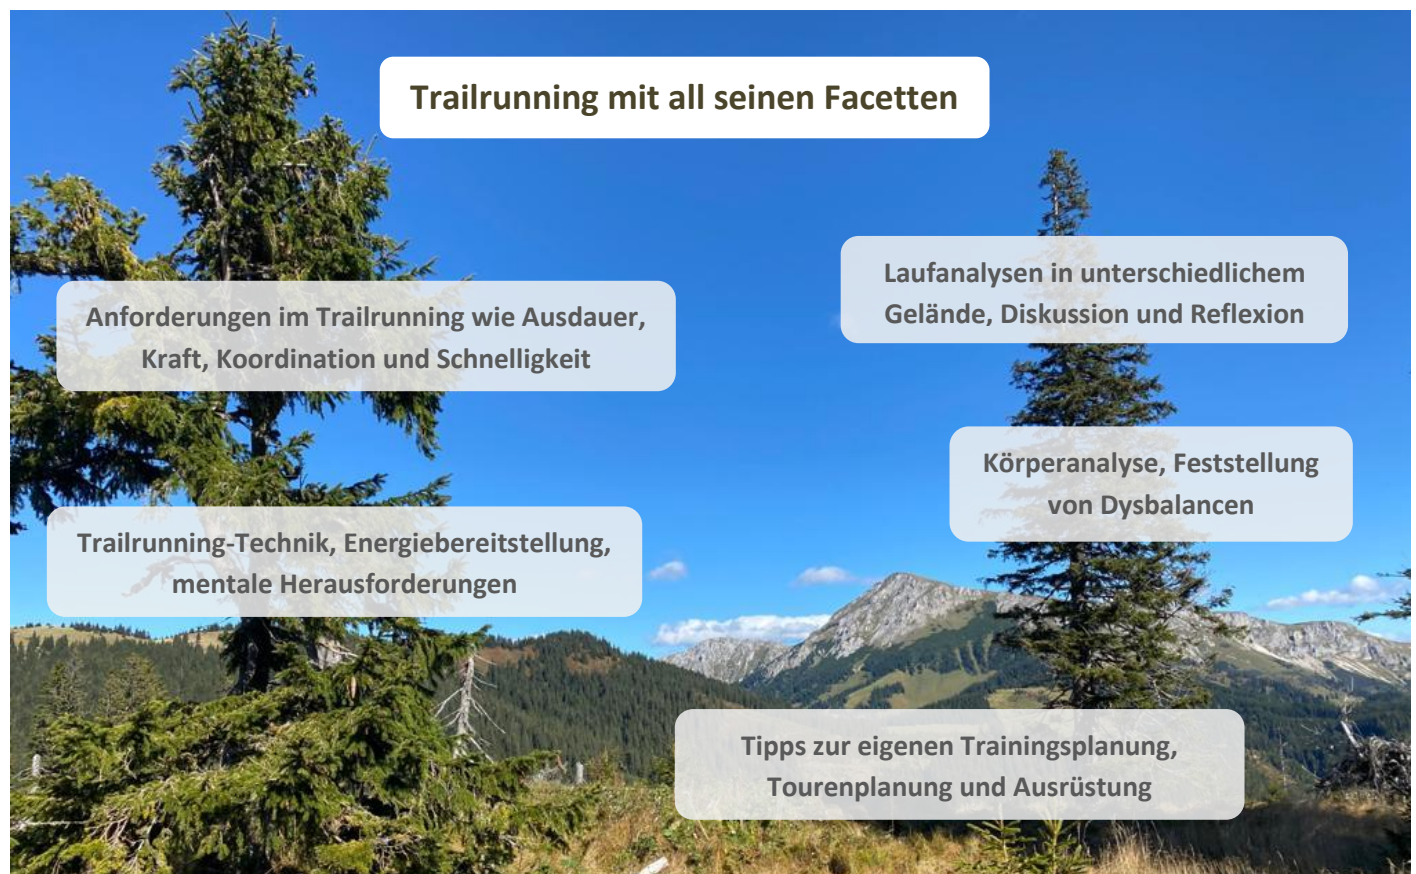 Trailrunning mit all seinen Facetten
Anforderungen im Trailrunning wie Ausdauer,
Kraft, Koordination und Schnelligkeit
Laufanalysen in unterschiedlichem
Gelände, Diskussion und Reflexion
Körperanalyse, Feststellung
von Dysbalancen
Trailrunning-Technik, Energiebereitstellung,
mentale Herausforderungen
Tipps zur eigenen Trainingsplanung,
Tourenplanung und Ausrüstung